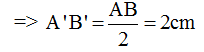 => A'B' = AB/2 = 2cm